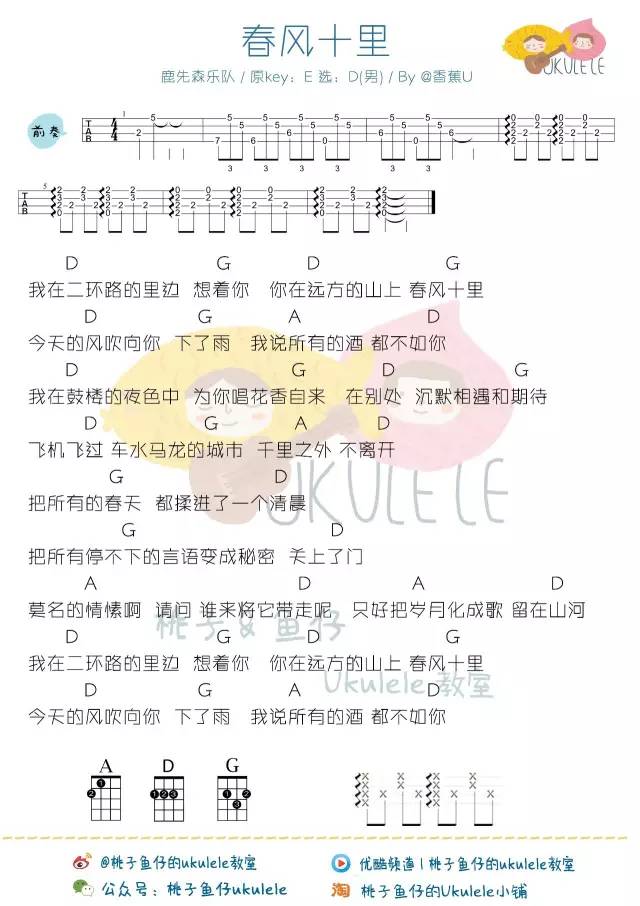 春风十里
UKULELE
鹿先森乐队 / 原key：E 选：D(男) / By @香蕉U
前奏
D G D G
我在二环路的里边 想着你 你在远方的山上 春风十里
D G A D
今天的风吹向你 下了雨 我说所有的酒 都不如你
D G D G
我在鼓楼的夜色中 为你唱花香自来 在别处 沉默相遇和期待
D G A D
飞机飞过 车水马龙的城市 千里之外 不离开
G D
把所有的春天 都揉进了一个清晨
G D
把所有停不下的言语变成秘密 关上了门
A D A D
莫名的情愫啊 请问 谁来将它带走呢 只好把岁月化成歌 留在山河
D G D G
我在二环路的里边 想着你 你在远方的山上 春风十里
D G A D
今天的风吹向你 下了雨 我说所有的酒 都不如你
UKULELE
桃子&鱼仔
Ukulele教室
A D G
@桃子鱼仔的ukulele教室
优酷频道 | 桃子鱼仔的ukulele教室
公众号：桃子鱼仔ukulele
淘 桃子鱼仔的Ukulele小铺